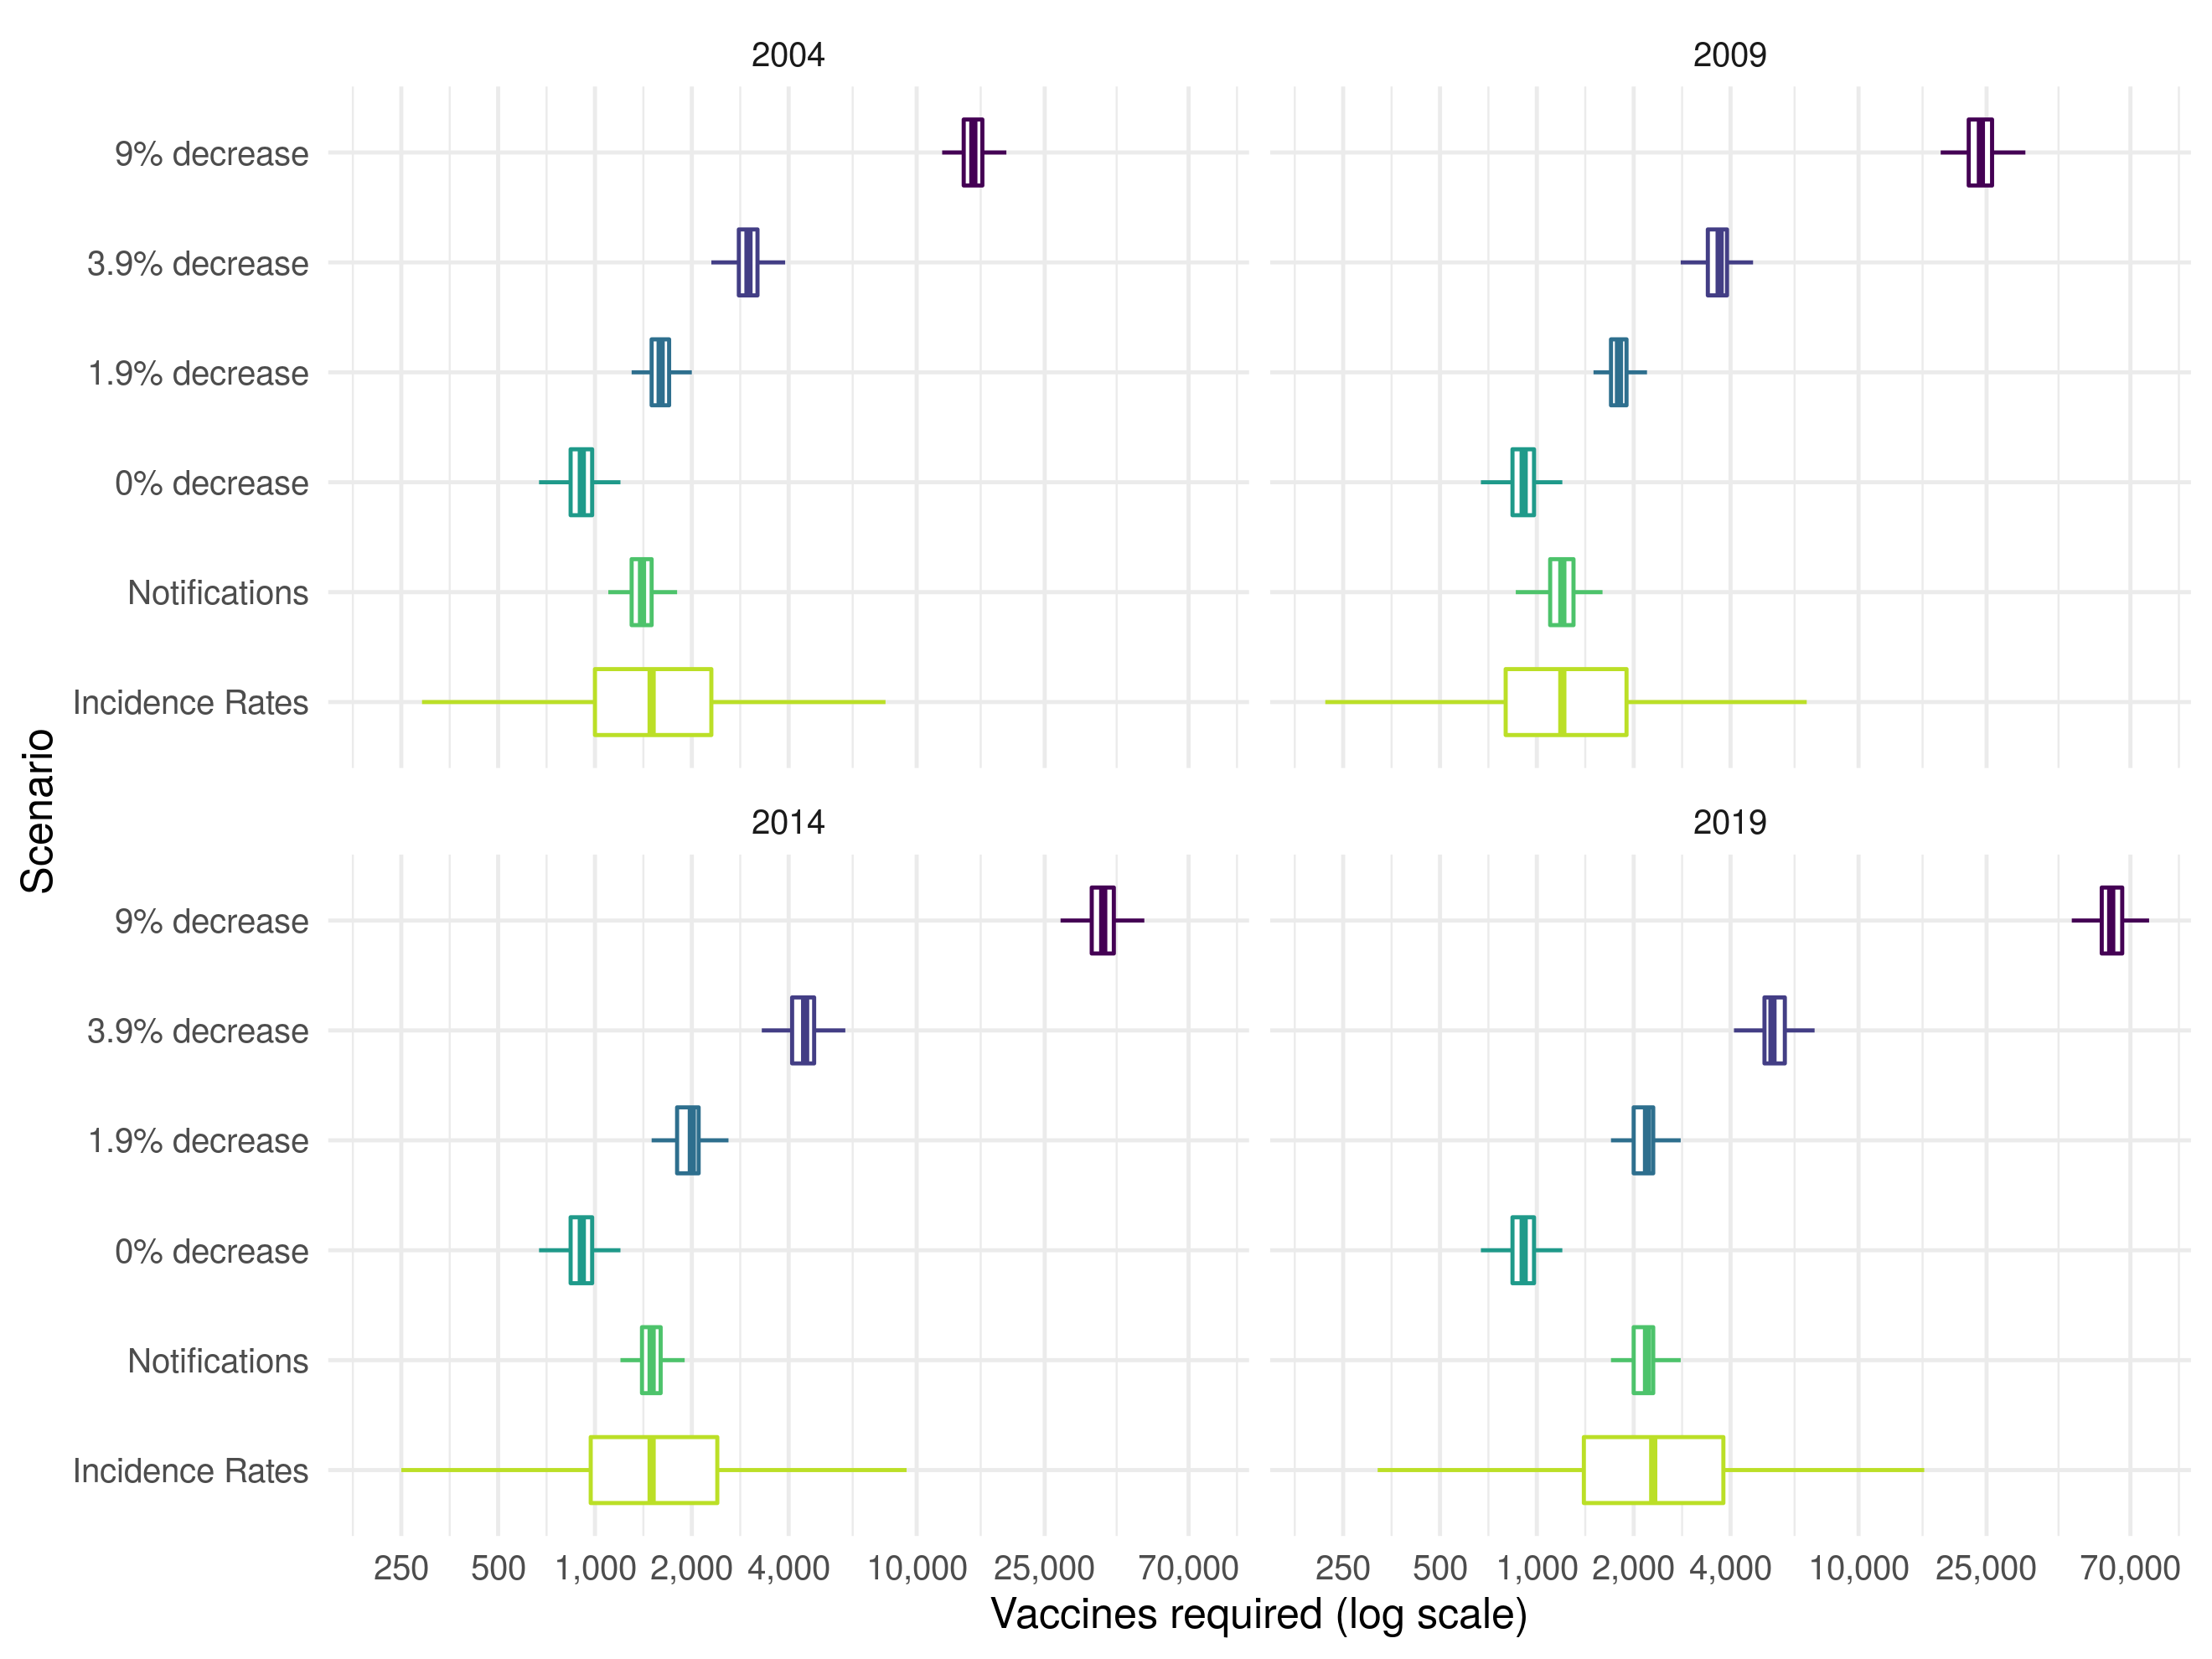 2004
2009
9% decrease
3.9% decrease
1.9% decrease
0% decrease
Notifications
Incidence Rates
Scenario
2014
2019
9% decrease
3.9% decrease
1.9% decrease
0% decrease
Notifications
Incidence Rates
250 500 1,000 2,000 4,000 10,000 25,000 70,000
250 500 1,000 2,000 4,000 10,000 25,000 70,000
Vaccines required (log scale)